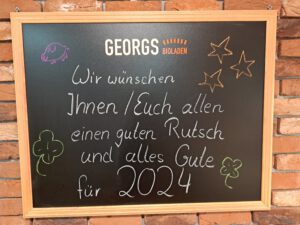 GEORGS
BIOLADEN
Wir wünschen
Ihnen/Euch allen
einen guten Rutsch
und alles Gute
für 2024